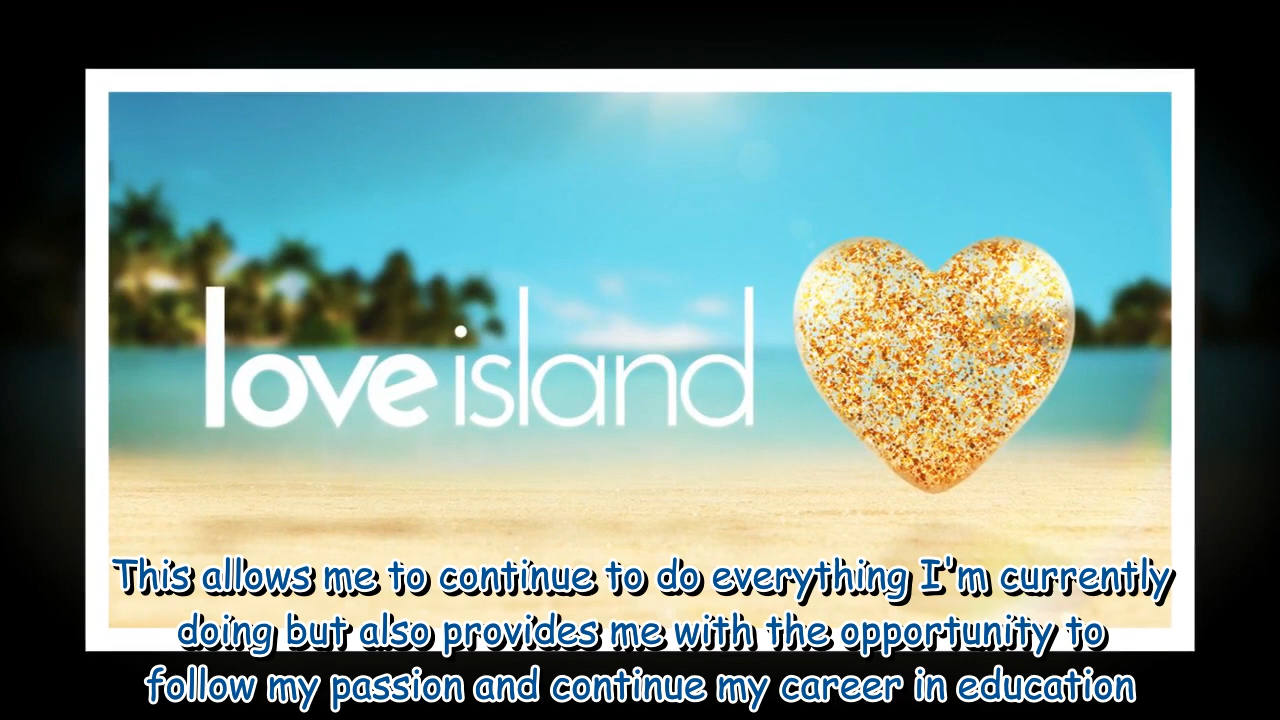 love island
This allows me to continue to do everything I'm currently
doing but also provides me with the opportunity to
follow my passion and continue my career in education